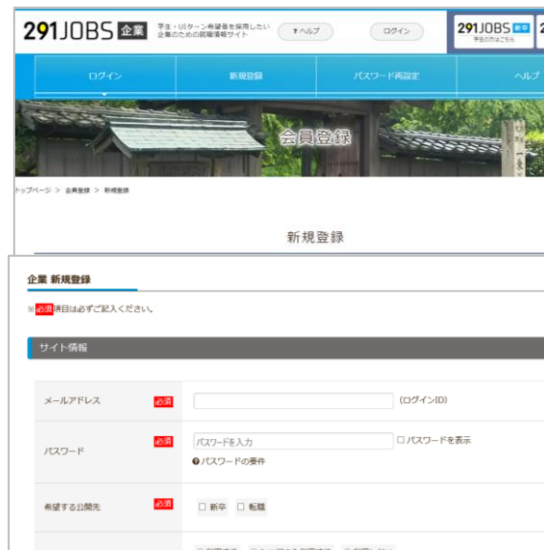 291JOBS 企業
学生・UIターン希望者を採用したい
企業のための就職情報サイト
? ヘルプ
ログイン
291JOBS 新卒
学生の方はこちら
ログイン
新規登録
パスワード再設定
ヘルプ
会員登録
トップページ > 会員登録 > 新規登録
新規登録
企業 新規登録
※必須項目は必ずご記入ください。
サイト情報
メールアドレス 必須 (ログインID)
パスワード 必須 パスワードを入力 パスワードを表示
パスワードの要件
希望する公開先 必須 新卒 転職